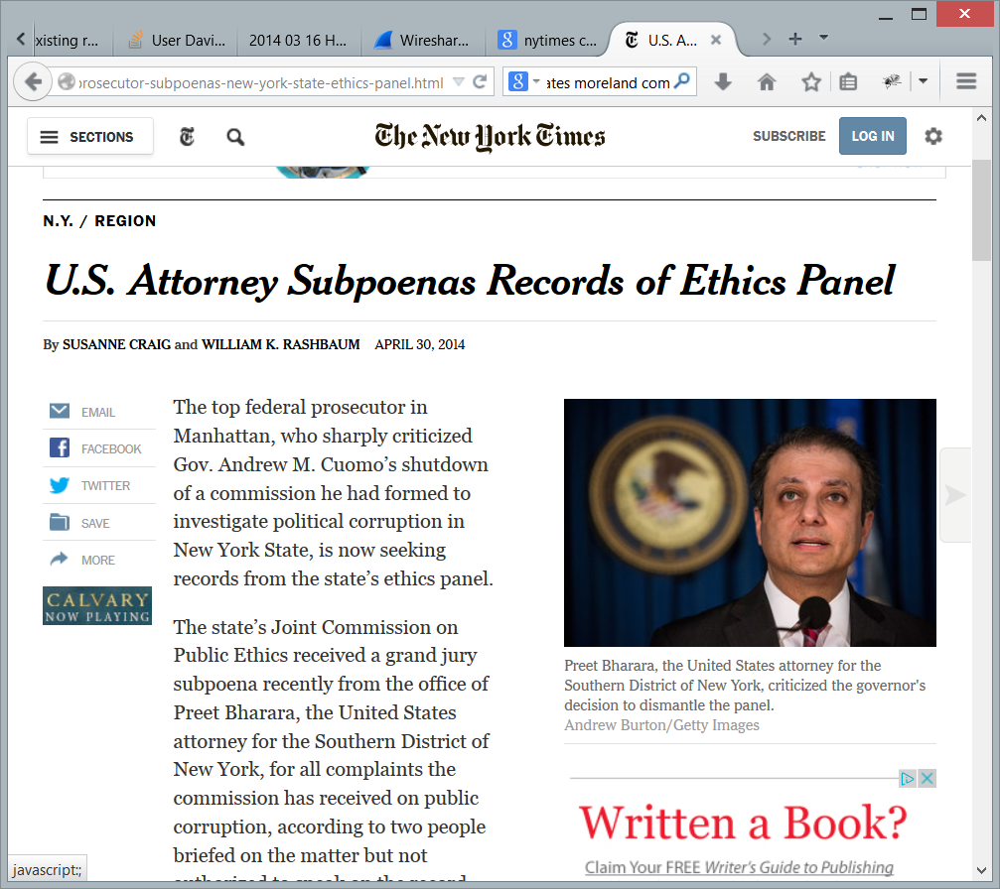 xisting r...
User Davi...
2014 03 16 H...
Wireshar...
nytimes c...
U.S. A...
prosecutor-subpoenas-new-york-state-ethics-panel.html
ates moreland com
SECTIONS
The New York Times
SUBSCRIBE
LOG IN
N.Y. / REGION
U.S. Attorney Subpoenas Records of Ethics Panel
By SUSANNE CRAIG and WILLIAM K. RASHBAUM APRIL 30, 2014
EMAIL
FACEBOOK
TWITTER
SAVE
MORE
CALVARY
NOW PLAYING
The top federal prosecutor in
Manhattan, who sharply criticized
Gov. Andrew M. Cuomo’s shutdown
of a commission he had formed to
investigate political corruption in
New York State, is now seeking
records from the state’s ethics panel.
The state’s Joint Commission on
Public Ethics received a grand jury
subpoena recently from the office of
Preet Bharara, the United States
attorney for the Southern District of
New York, for all complaints the
commission has received on public
corruption, according to two people
briefed on the matter but not
authorized to speak on the record
Preet Bharara, the United States attorney for the
Southern District of New York, criticized the governor's
decision to dismantle the panel.
Andrew Burton/Getty Images
Written a Book?
Claim Your FREE Writer's Guide to Publishing
javascript:;